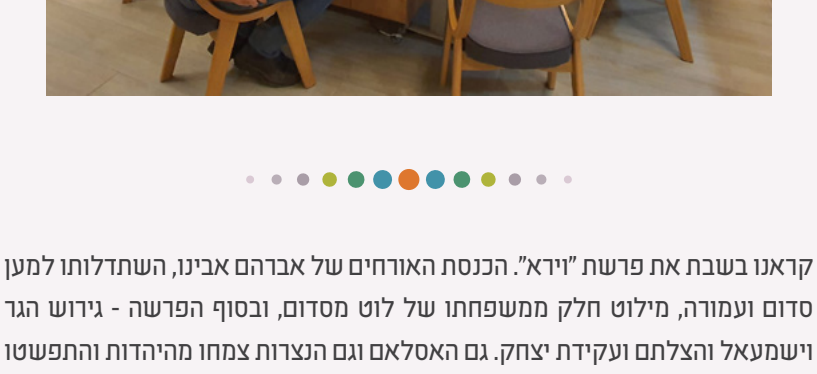 קראנו בשבת את פרשת "וירא". הכנסת האורחים של אברהם אבינו, השתדלותו למען
סדום ועמורה, מילוט חלק ממשפחתו של לוט מסדום, ובסוף הפרשה - גירוש הגר
וישמעאל והצלתם ועקידת יצחק. גם האסלאם וגם הנצרות צמחו מהיהדות והתפשטו